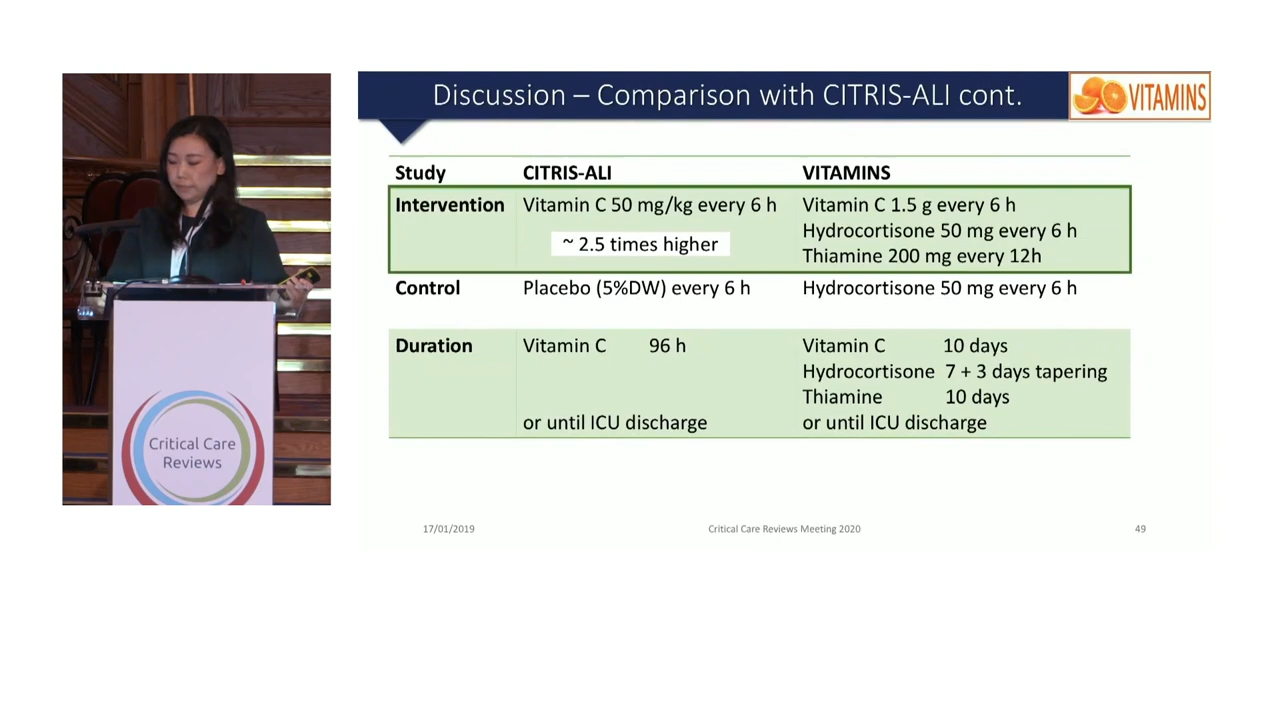 Discussion – Comparison with CITRIS-ALI cont.
VITAMINS
Study CITRIS-ALI VITAMINS
Intervention Vitamin C 50 mg/kg every 6 h Vitamin C 1.5 g every 6 h
Hydrocortisone 50 mg every 6 h
~ 2.5 times higher
Thiamine 200 mg every 12h
Control Placebo (5%DW) every 6 h Hydrocortisone 50 mg every 6 h
Duration Vitamin C 96 h Vitamin C 10 days
Hydrocortisone 7 + 3 days tapering
Thiamine 10 days
or until ICU discharge or until ICU discharge
Critical Care
Reviews
17/01/2019 Critical Care Reviews Meeting 2020 49